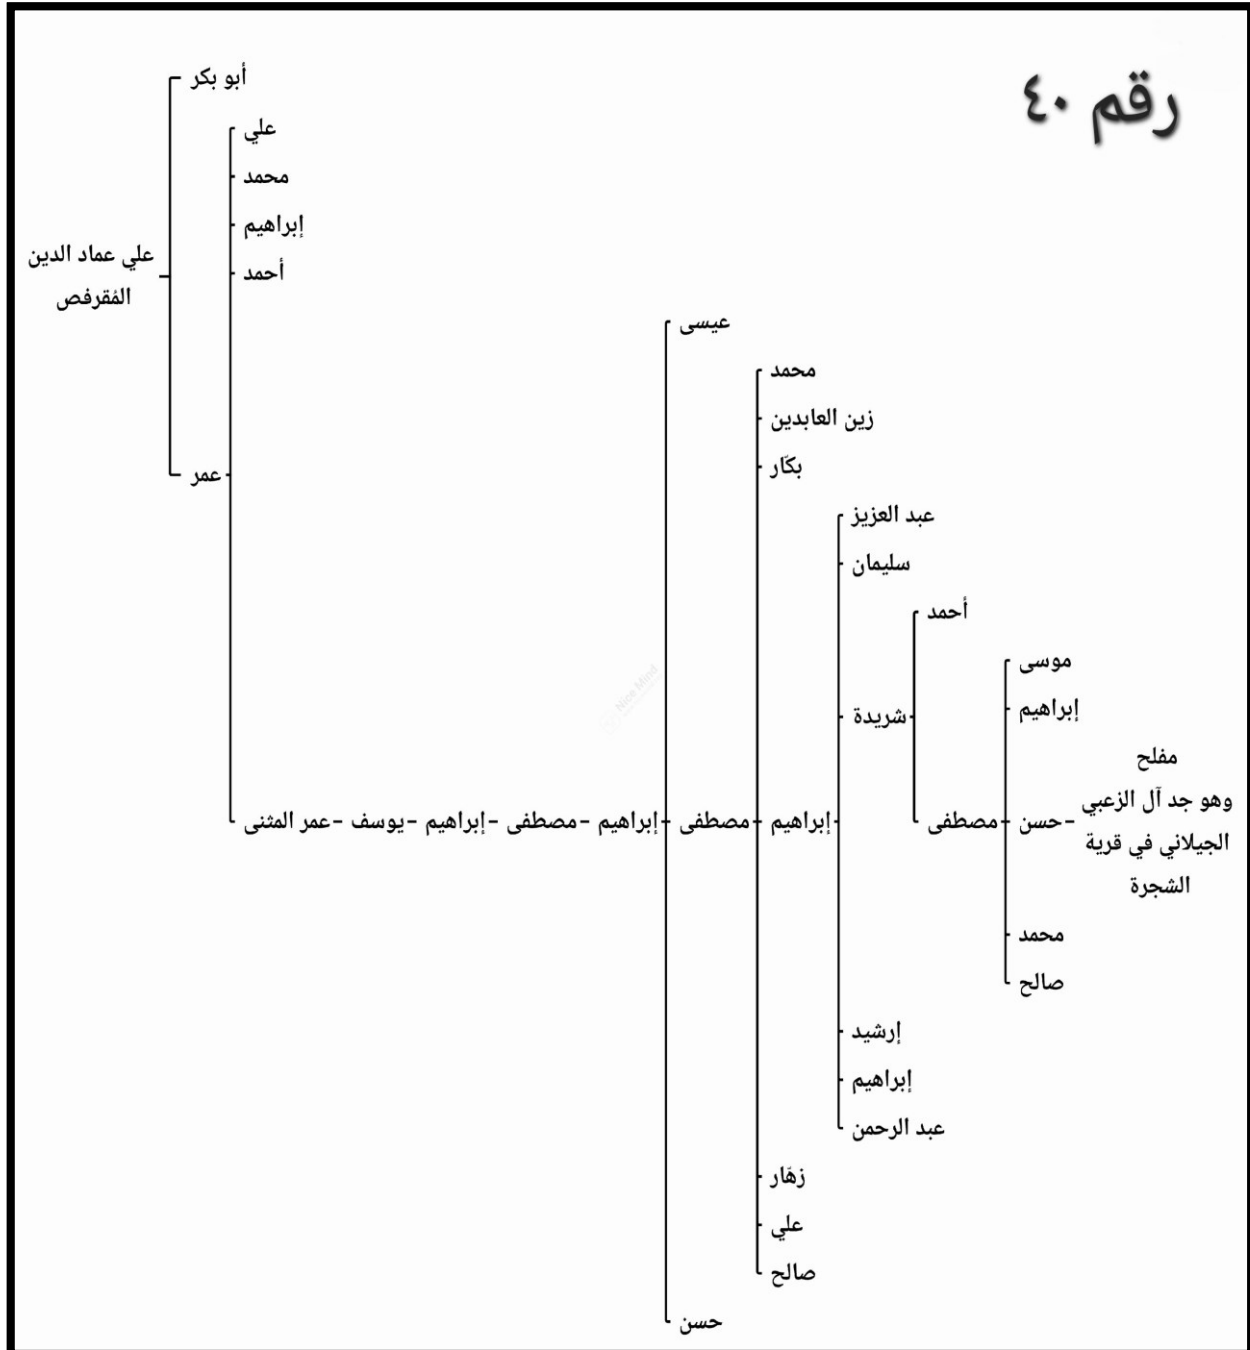 رقم ٤٠
أبو بكر
علي
محمد
إبراهيم
علي عماد الدين
المُقرفص
أحمد
عيسى
محمد
زين العابدين
بكّار
عمر
عبد العزيز
سليمان
أحمد
موسى
إبراهيم
شريدة
مفلح
وهو جد آل الزعبي
الجيلاني في قرية
الشجرة
عمر المثنى
يوسف
إبراهيم
مصطفى
إبراهيم
مصطفى
إبراهيم
مصطفى
حسن
محمد
صالح
إرشيد
إبراهيم
عبد الرحمن
زهّار
علي
صالح
حسن
Nice Mind